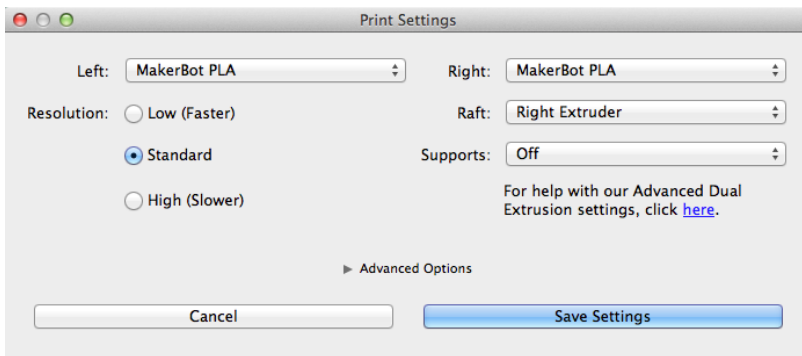 Print Settings
Left: MakerBot PLA Right: MakerBot PLA
Resolution: Low (Faster) Raft: Right Extruder
Standard Supports: Off
High (Slower) For help with our Advanced Dual
Extrusion settings, click here.
Advanced Options
Cancel Save Settings